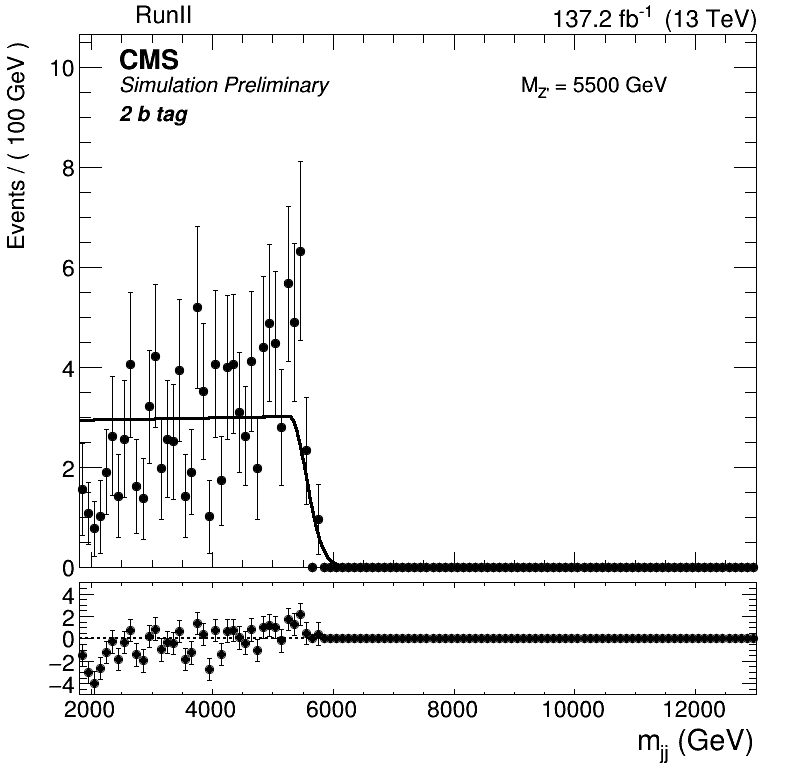 RunII
137.2 fb⁻¹ (13 TeV)
Events / ( 100 GeV )
CMS
Simulation Preliminary
2 b tag
M_Z' = 5500 GeV
10
8
6
4
2
0
4
2
0
−2
−4
2000 4000 6000 8000 10000 12000
m_jj (GeV)